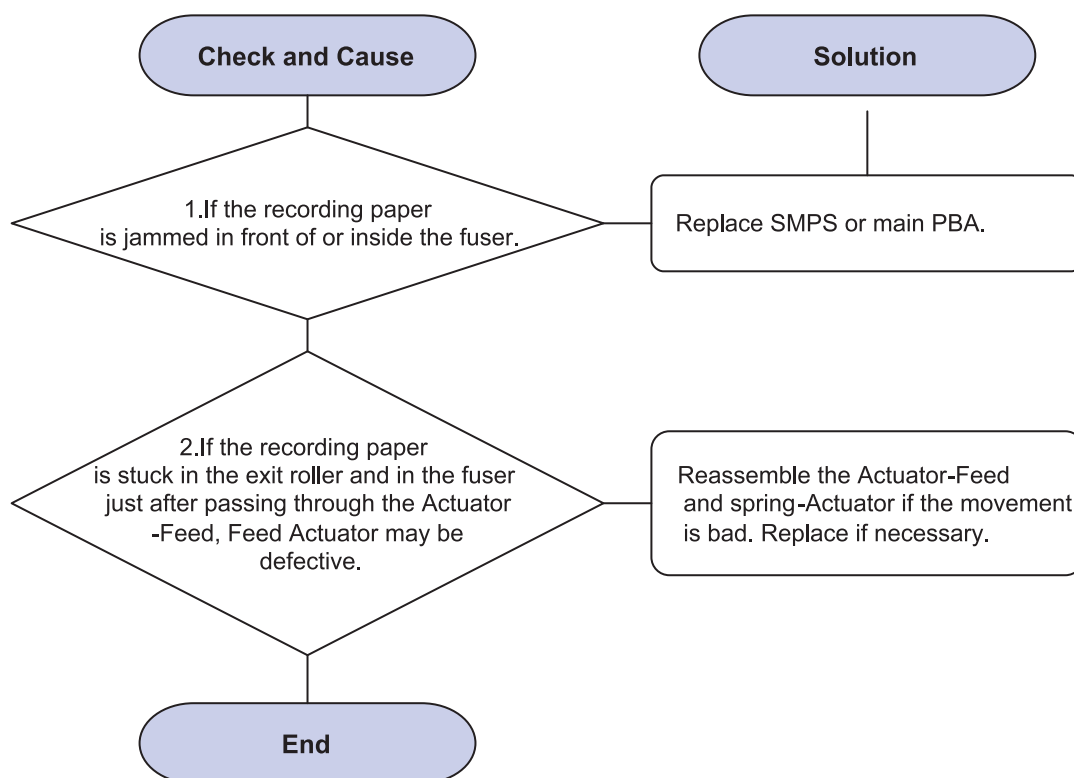 Check and Cause
Solution
1.If the recording paper
is jammed in front of or inside the fuser.
Replace SMPS or main PBA.
2.If the recording paper
is stuck in the exit roller and in the fuser
just after passing through the Actuator
-Feed, Feed Actuator may be
defective.
Reassemble the Actuator-Feed
and spring-Actuator if the movement
is bad. Replace if necessary.
End